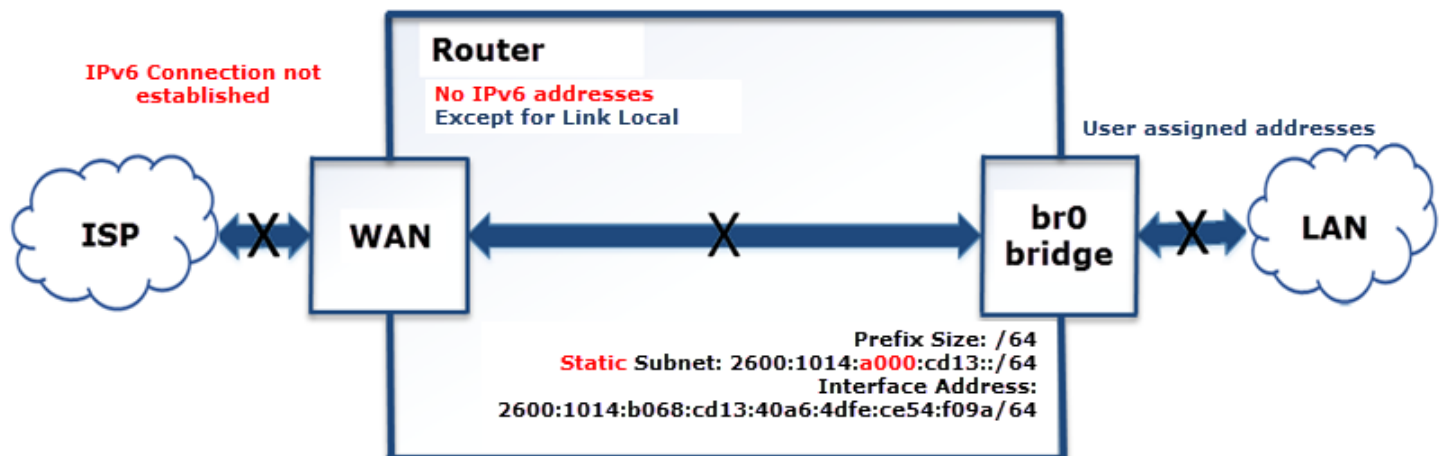 Router
IPv6 Connection not
established
No IPv6 addresses
Except for Link Local
User assigned addresses
ISP
X
WAN
X
br0
bridge
X
LAN
Prefix Size: /64
Static Subnet: 2600:1014:a000:cd13::/64
Interface Address:
2600:1014:b068:cd13:40a6:4dfe:ce54:f09a/64